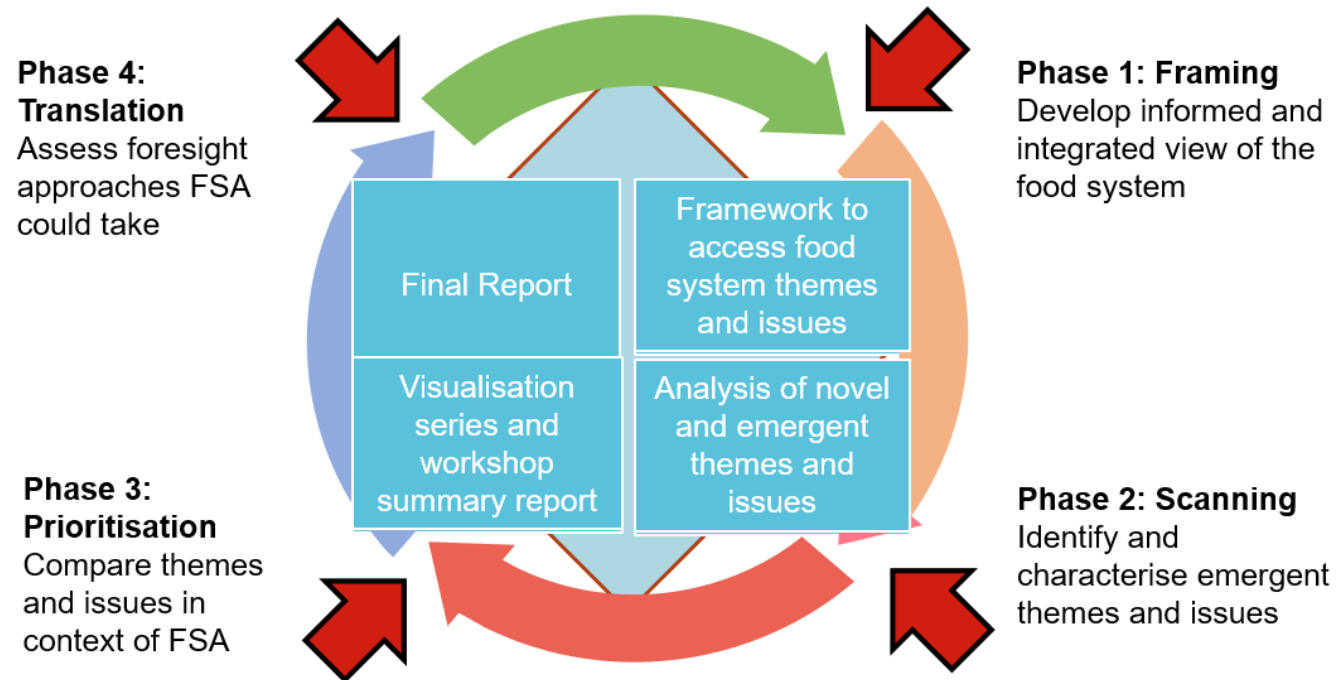 Phase 4:
Translation
Assess foresight
approaches FSA
could take
Phase 1: Framing
Develop informed and
integrated view of the
food system
Final Report
Framework to
access food
system themes
and issues
Visualisation
series and
workshop
summary report
Analysis of novel
and emergent
themes and
issues
Phase 3:
Prioritisation
Compare themes
and issues in
context of FSA
Phase 2: Scanning
Identify and
characterise emergent
themes and issues